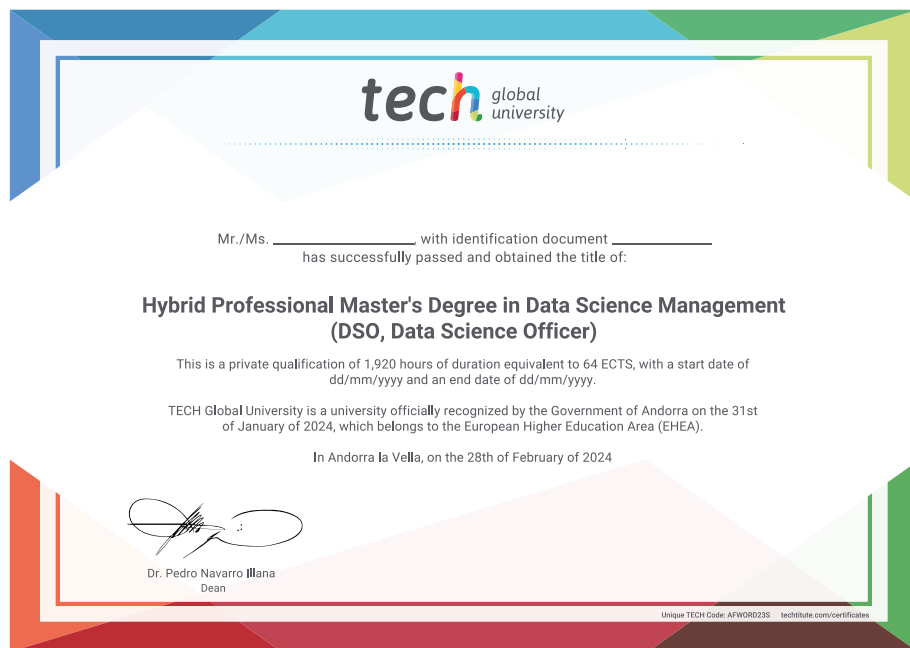 tech global university
Mr./Ms. ______________, with identification document __________
has successfully passed and obtained the title of:
Hybrid Professional Master's Degree in Data Science Management
(DSO, Data Science Officer)
This is a private qualification of 1,920 hours of duration equivalent to 64 ECTS, with a start date of
dd/mm/yyyy and an end date of dd/mm/yyyy.
TECH Global University is a university officially recognized by the Government of Andorra on the 31st
of January of 2024, which belongs to the European Higher Education Area (EHEA).
In Andorra la Vella, on the 28th of February of 2024
Dr. Pedro Navarro Illana
Dean
Unique TECH Code: AFWORD23S techtitute.com/certificates